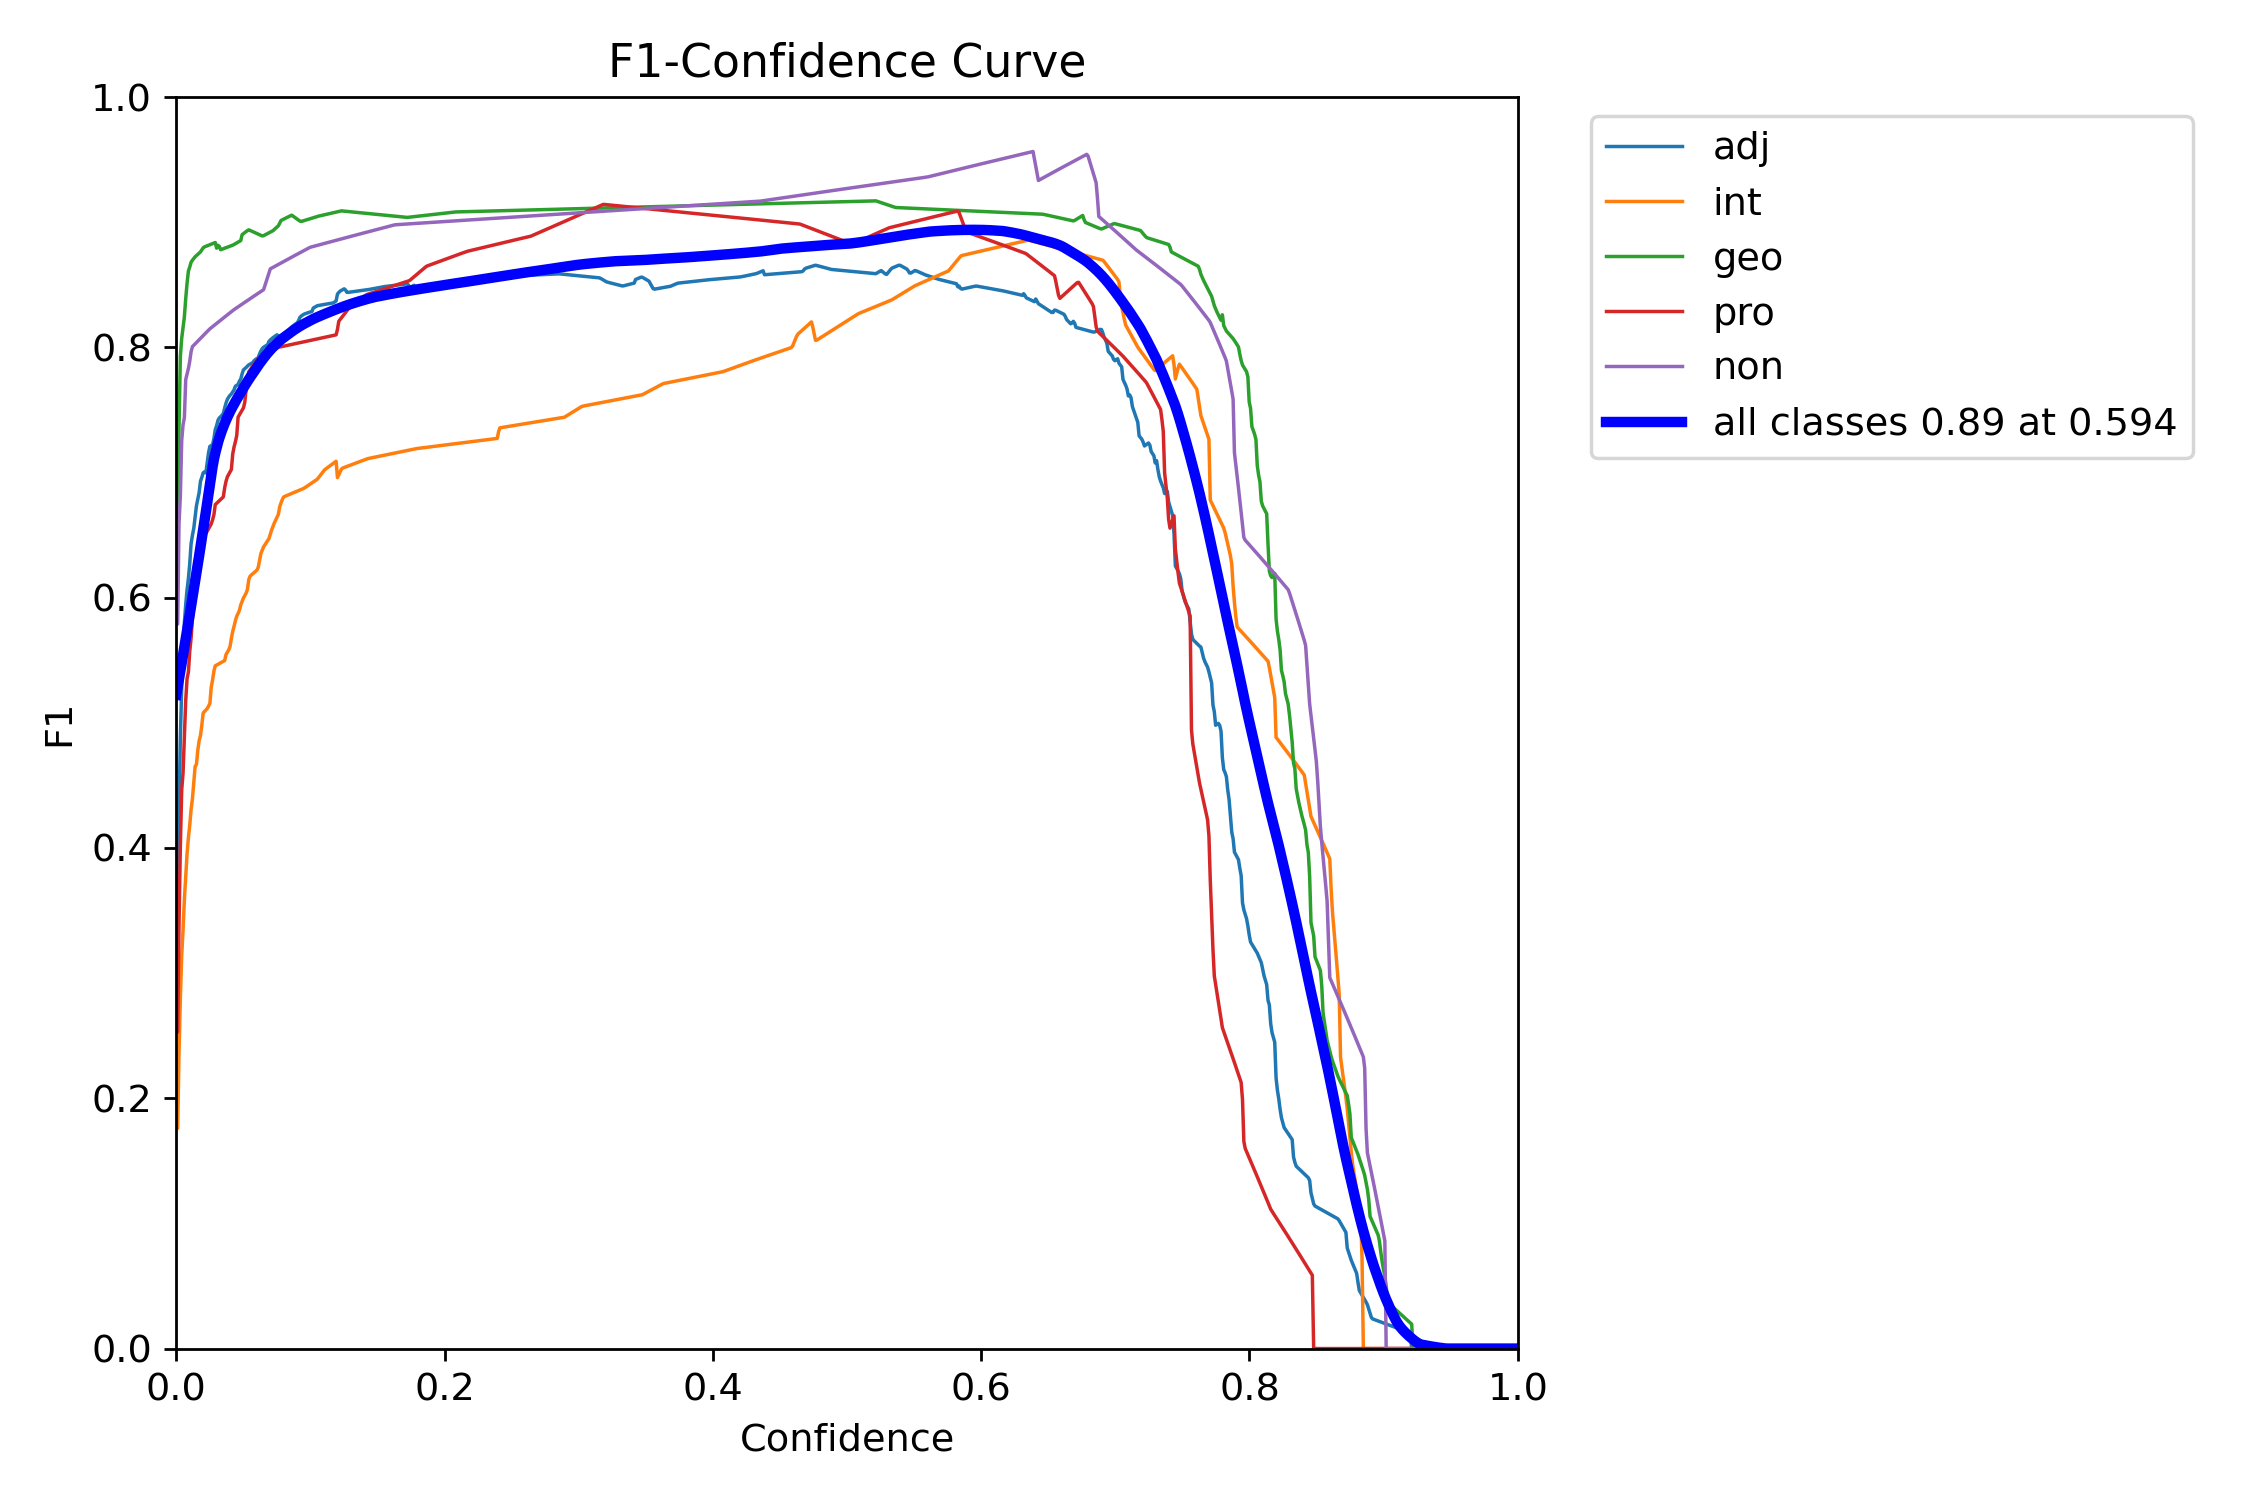 F1-Confidence Curve
1.0
0.8
0.6
0.4
0.2
0.0
F1
0.0 0.2 0.4 0.6 0.8 1.0
Confidence
adj
int
geo
pro
non
all classes 0.89 at 0.594